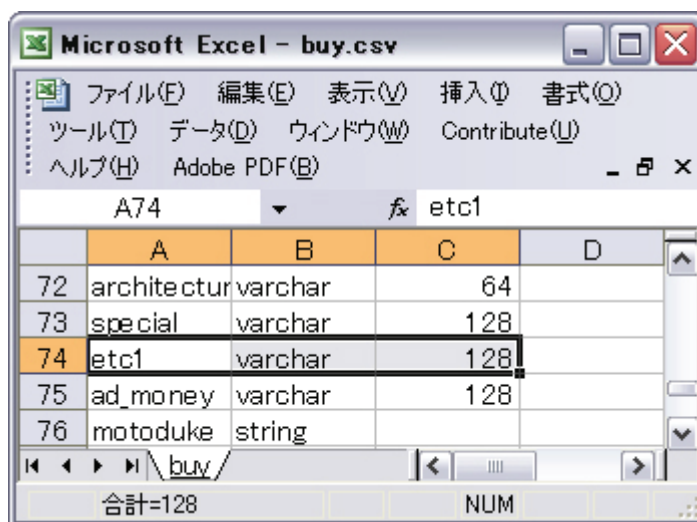 Microsoft Excel - buy.csv
ファイル(F) 編集(E) 表示(V) 挿入(I) 書式(O)
ツール(T) データ(D) ウィンドウ(W) Contribute(U)
ヘルプ(H) Adobe PDF(B)
A74 fx etc1
A B C D
72 architectur varchar 64
73 special varchar 128
74 etc1 varchar 128
75 ad_money varchar 128
76 motoduke string
buy
合計=128 NUM